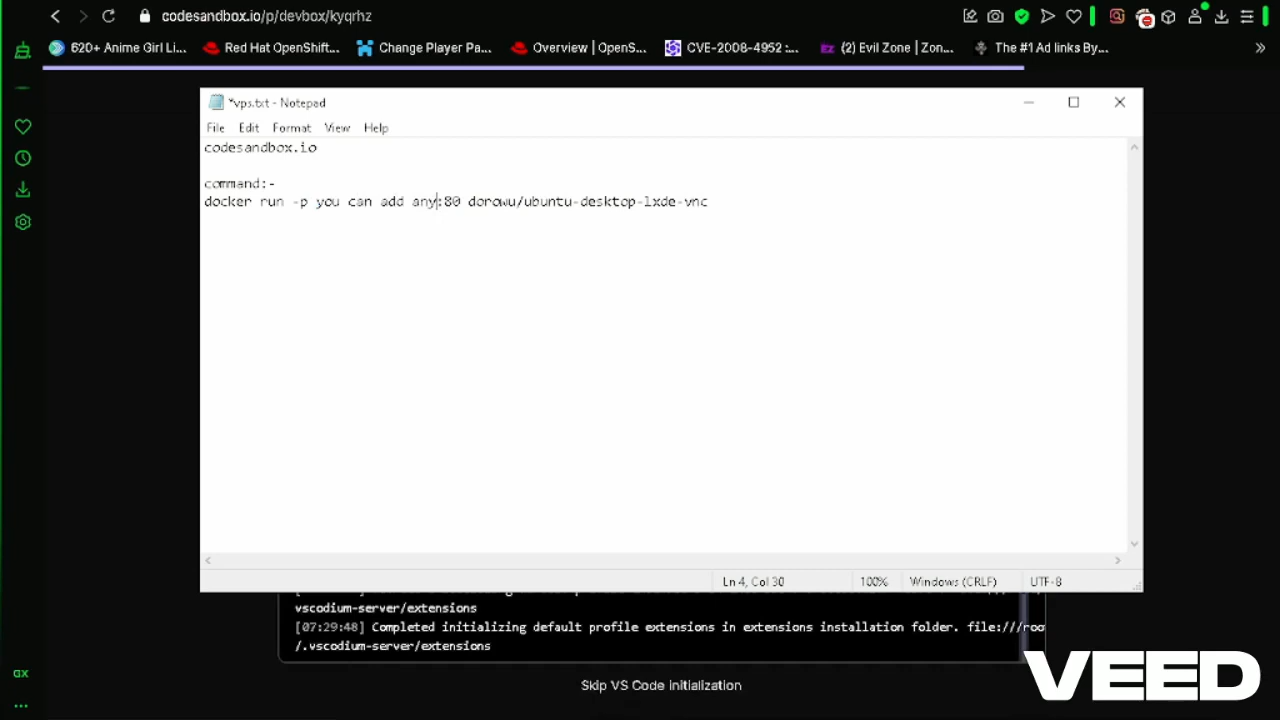 codesandbox.io/p/devbox/kyqrhz
620+ Anime Girl Li...
Red Hat OpenShift...
Change Player Pa...
Overview | OpenS...
CVE-2008-4952 :...
(2) Evil Zone | Zon...
The #1 Ad links By...
*vps.txt - Notepad
File Edit Format View Help
codesandbox.io
command:-
docker run -p you can add any:80 dorowu/ubuntu-desktop-lxde-vnc
Ln 4, Col 30
100%
Windows (CRLF)
UTF-8
vscodium-server/extensions
[07:29:48] Completed initializing default profile extensions in extensions installation folder. file:///roo
/.vscodium-server/extensions
Skip VS Code initialization
VEED